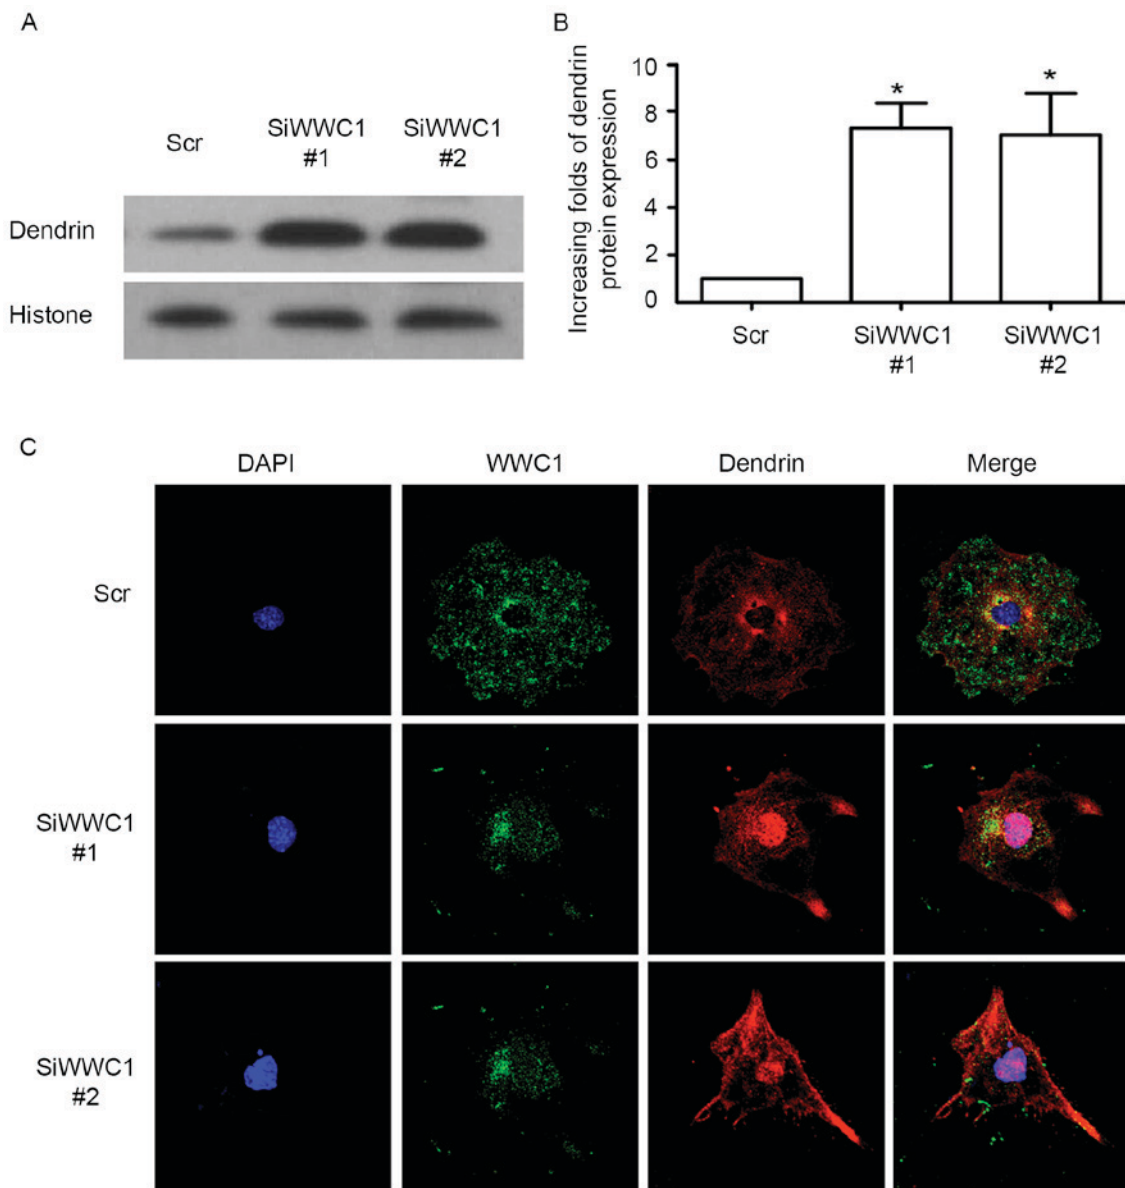 A
Scr
SiWWC1
#1
SiWWC1
#2
Dendrin
Histone
B
Increasing folds of dendrin
protein expression
10
8
6
4
2
0
*
*
Scr
SiWWC1
#1
SiWWC1
#2
C
DAPI
WWC1
Dendrin
Merge
Scr
SiWWC1
#1
SiWWC1
#2